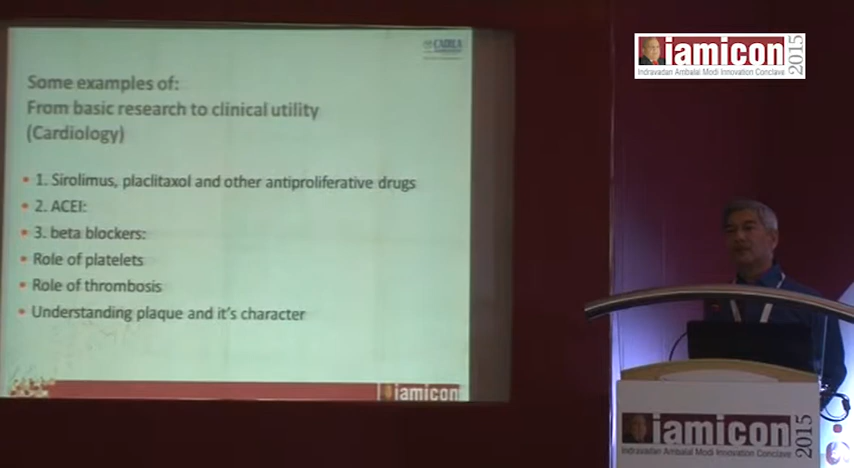 CADILA
iamicon 2015
Indravadan Ambalal Modi Innovation Conclave
Some examples of:
From basic research to clinical utility
(Cardiology)
• 1. Sirolimus, placlitaxol and other antiproliferative drugs
• 2. ACEI:
• 3. beta blockers:
• Role of platelets
• Role of thrombosis
• Understanding plaque and it's character
iamicon
iamicon 2015
Indravadan Ambalal Modi Innovation Conclave